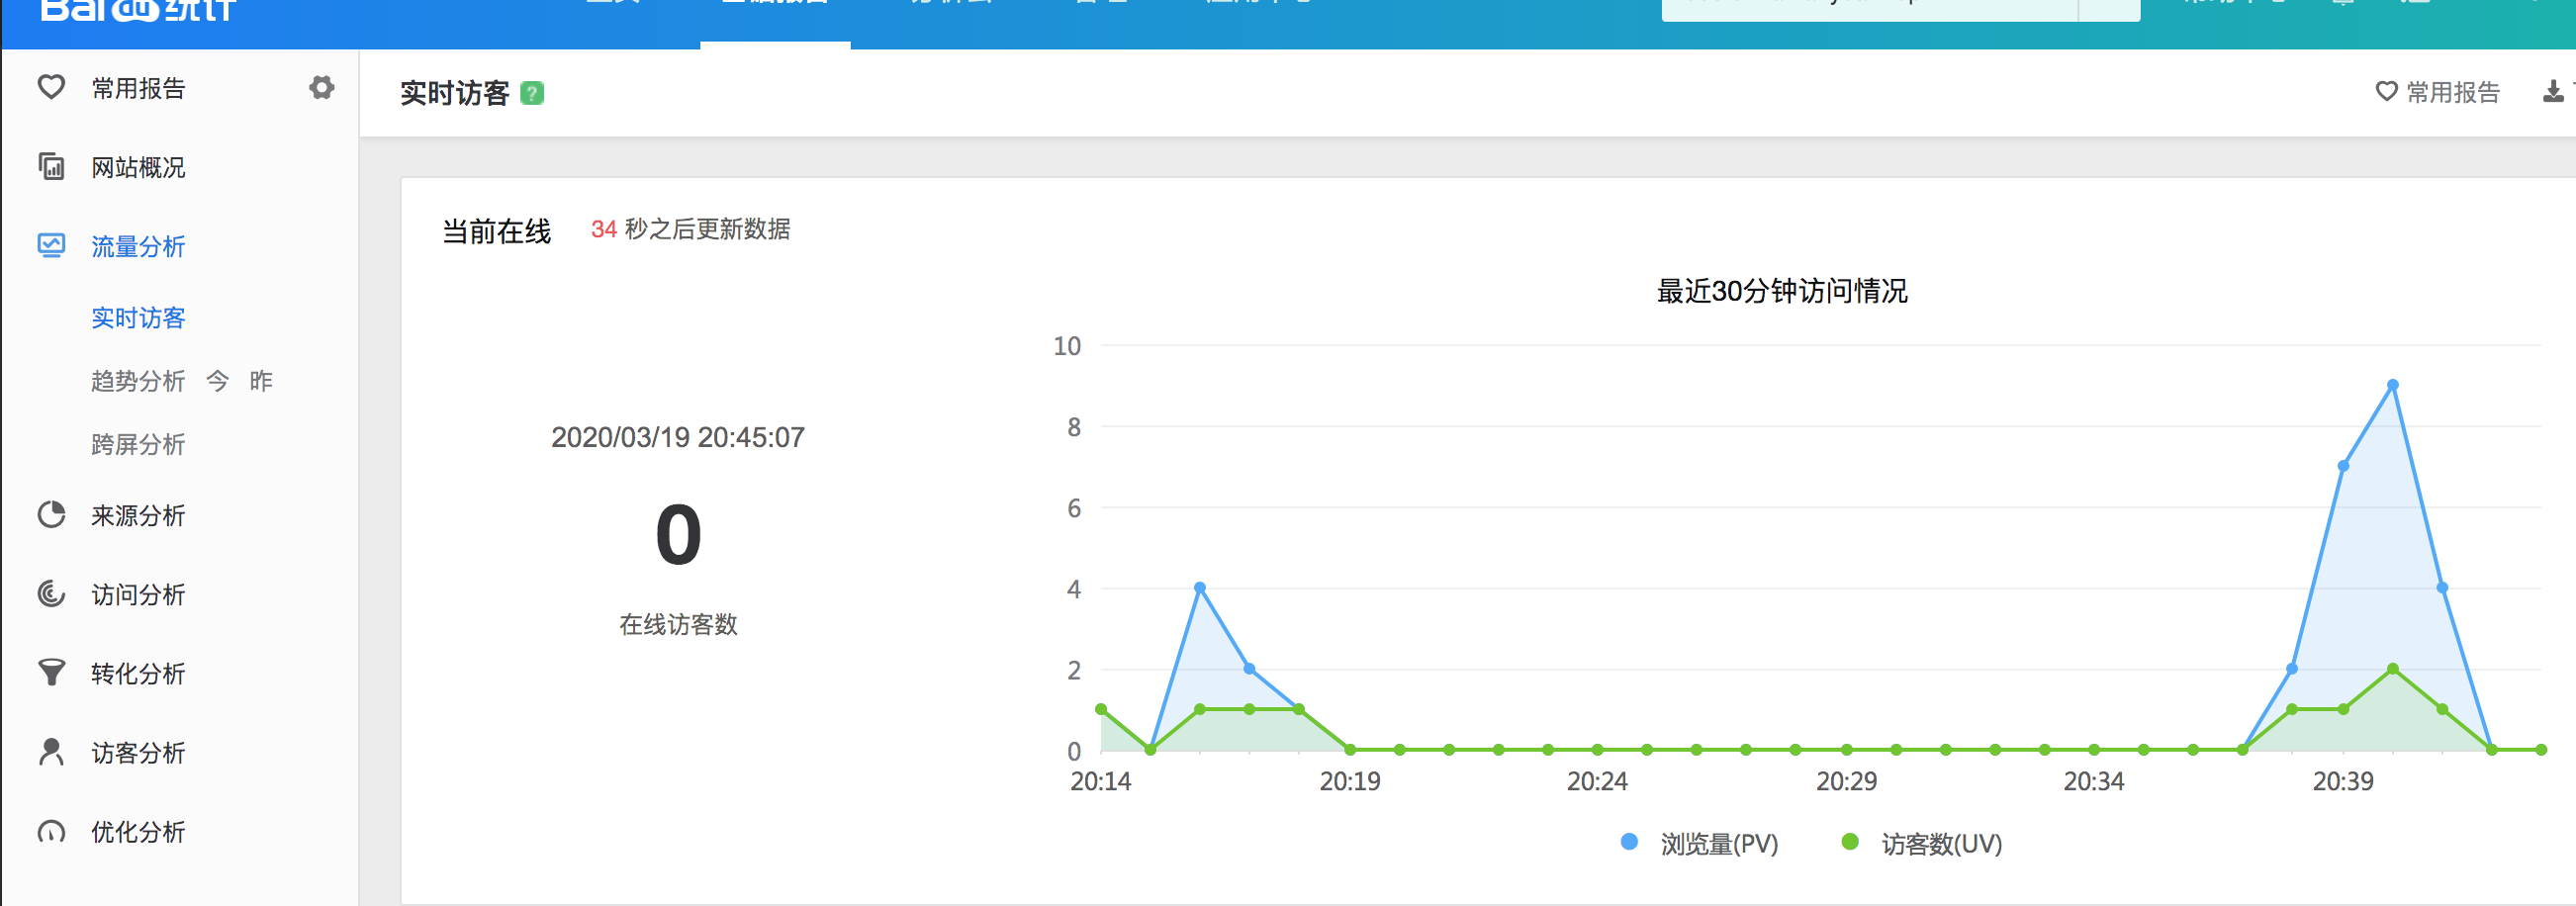 Bai du 统计
常用报告
网站概况
流量分析
实时访客
趋势分析 今 昨
跨屏分析
来源分析
访问分析
转化分析
访客分析
优化分析
实时访客 ?
常用报告
当前在线 34 秒之后更新数据
2020/03/19 20:45:07
0
在线访客数
最近30分钟访问情况
10
8
6
4
2
0
20:14 20:19 20:24 20:29 20:34 20:39
浏览量(PV) 访客数(UV)